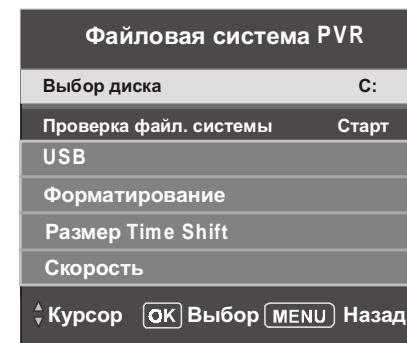 Файловая система PVR
Выбор диска C:
Проверка файл. системы Старт
USB
Форматирование
Размер Time Shift
Скорость
Курсор OK Выбор MENU Назад